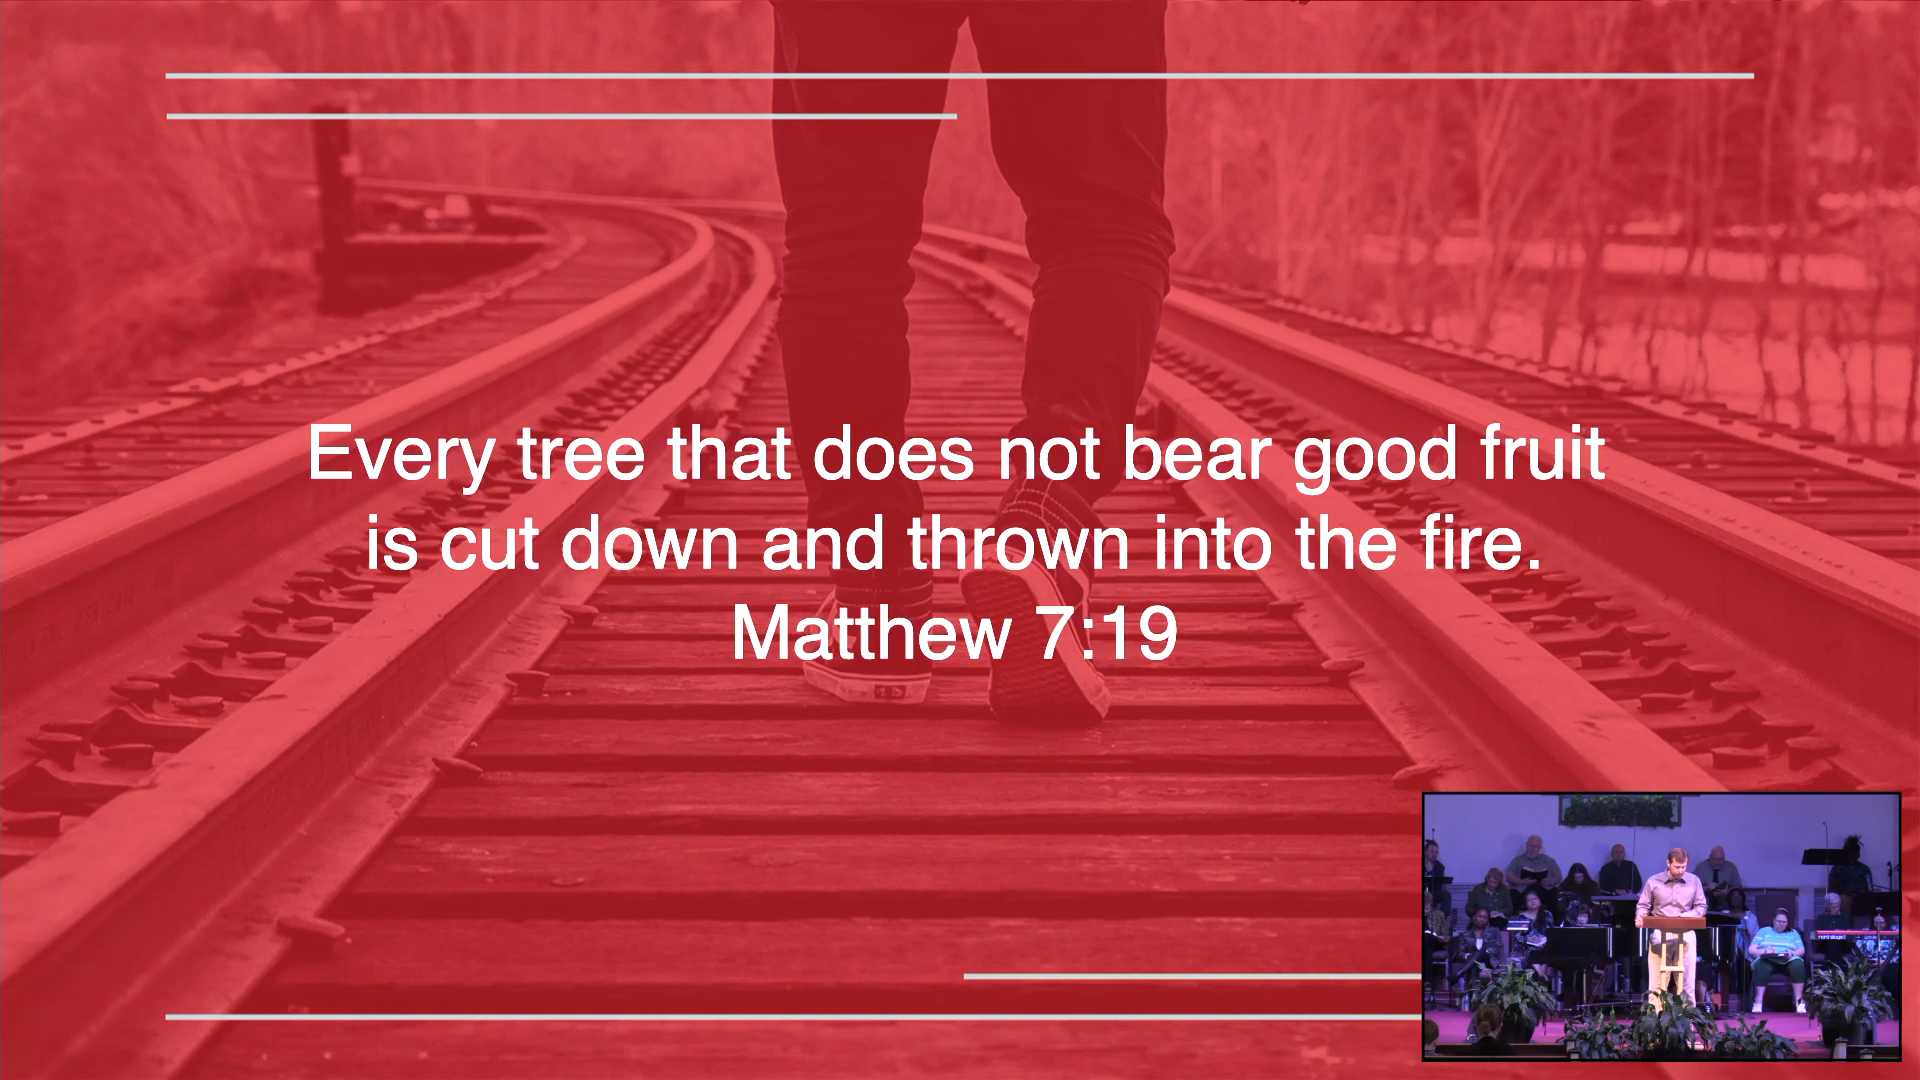 Every tree that does not bear good fruit
is cut down and thrown into the fire.
Matthew 7:19